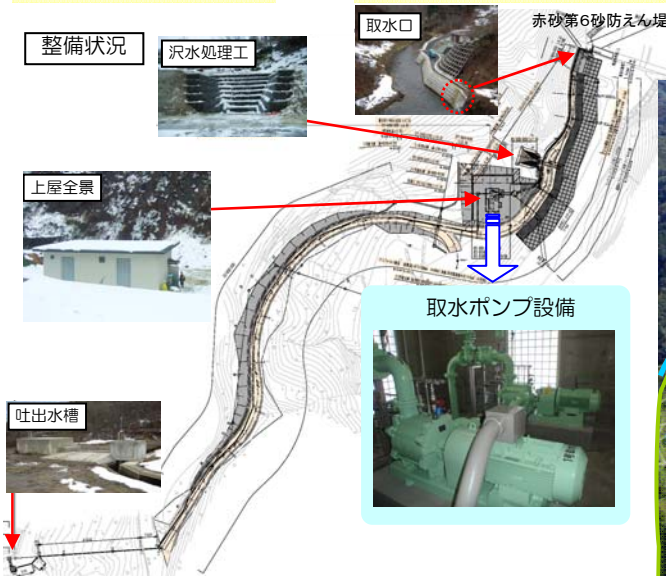 整備状況
沢水処理工
取水口
赤砂第6砂防えん堤
上屋全景
取水ポンプ設備
吐出水槽